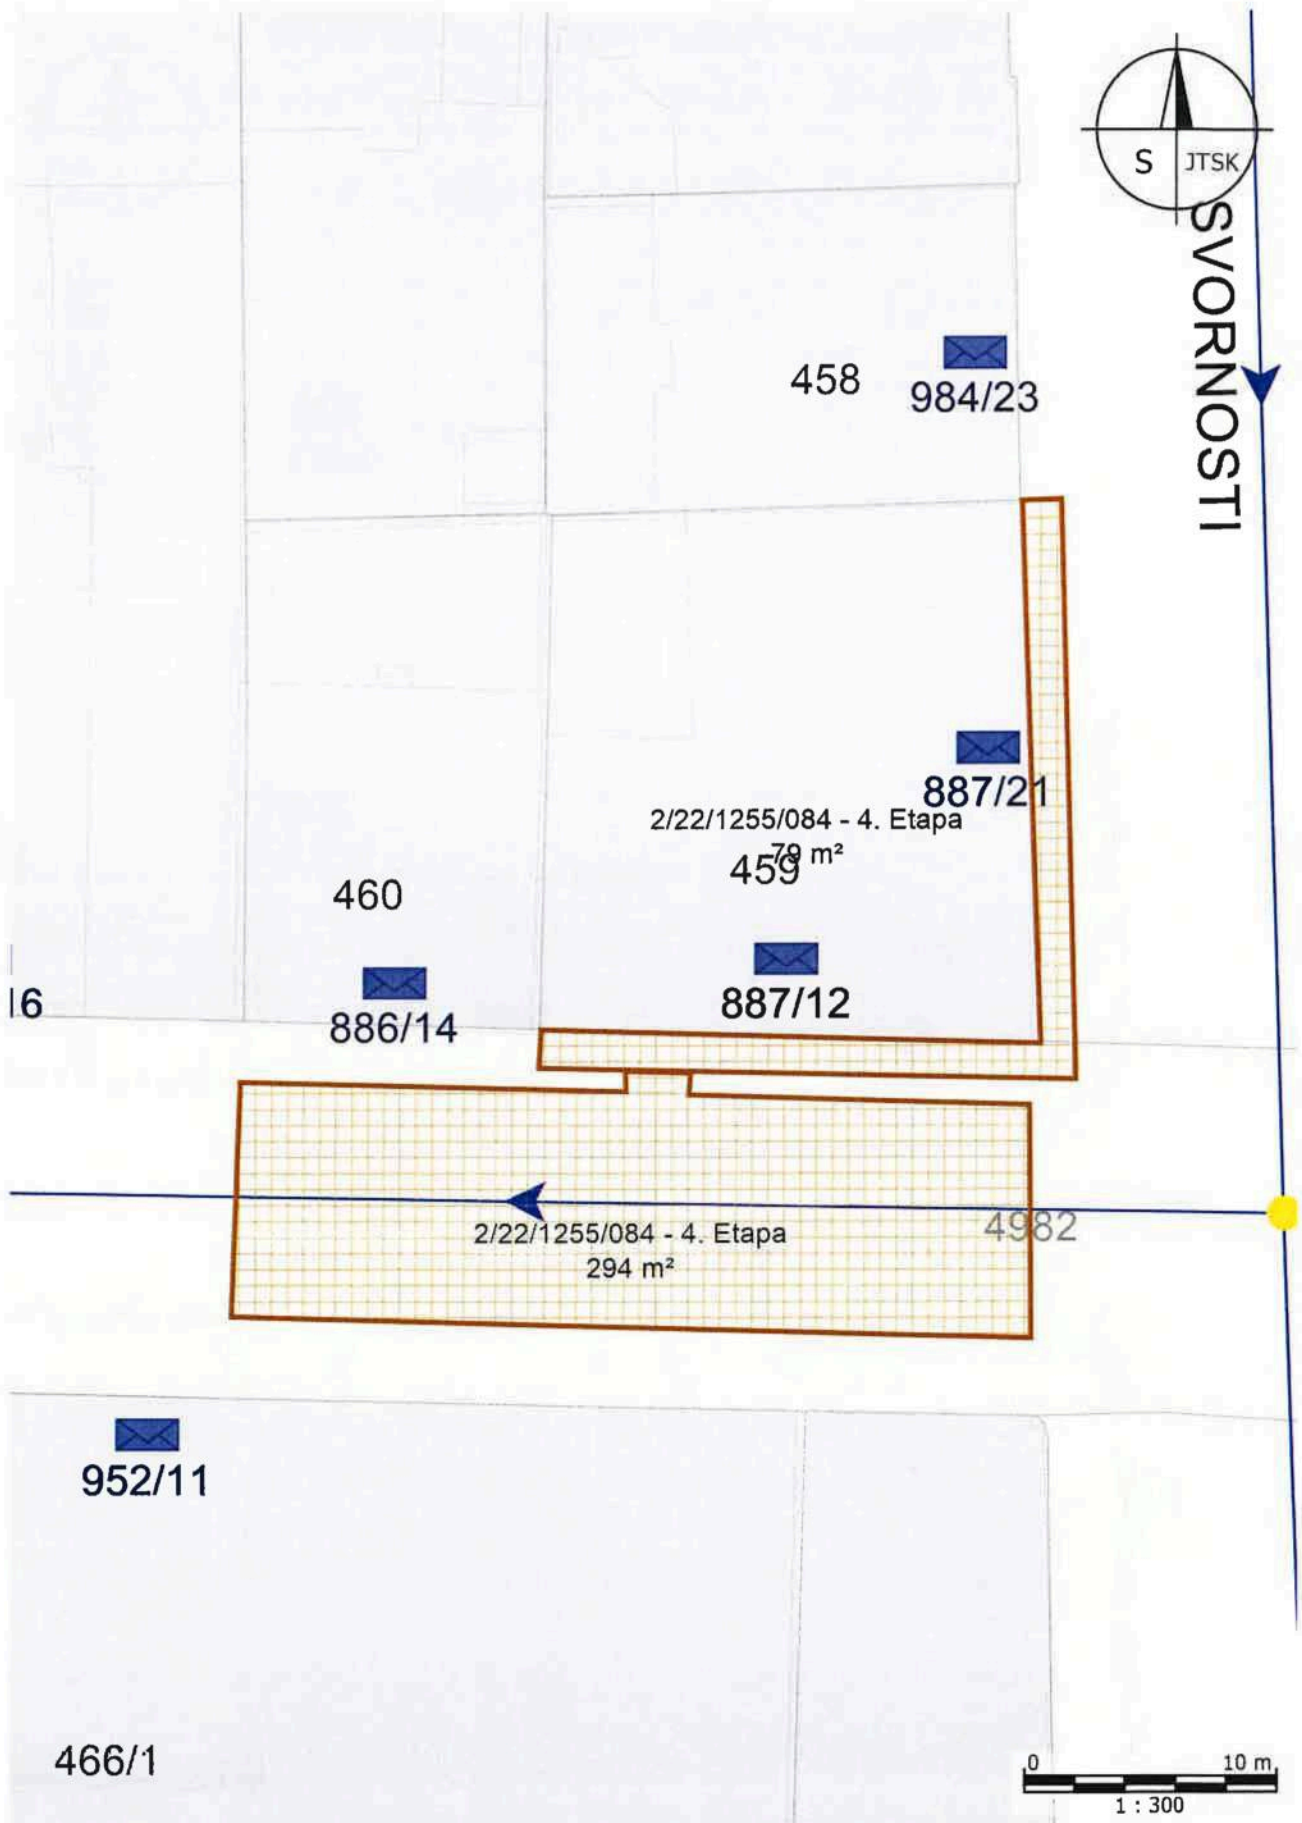 S JTSK
SVORNOSTI
458
984/23
887/21
2/22/1255/084 - 4. Etapa
79 m²
459
460
887/12
886/14
16
4982
2/22/1255/084 - 4. Etapa
294 m²
952/11
466/1
0 10 m
1 : 300